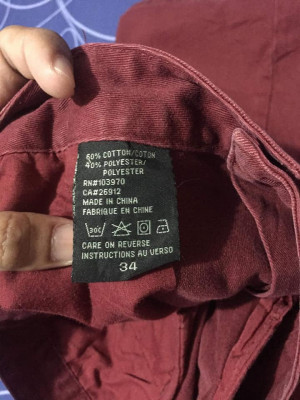 60% COTTON/COTON
40% POLYESTER/
POLYESTER
RN#103970
CA#26912
MADE IN CHINA
FABRIQUE EN CHINE
30C
CARE ON REVERSE
INSTRUCTIONS AU VERSO
34